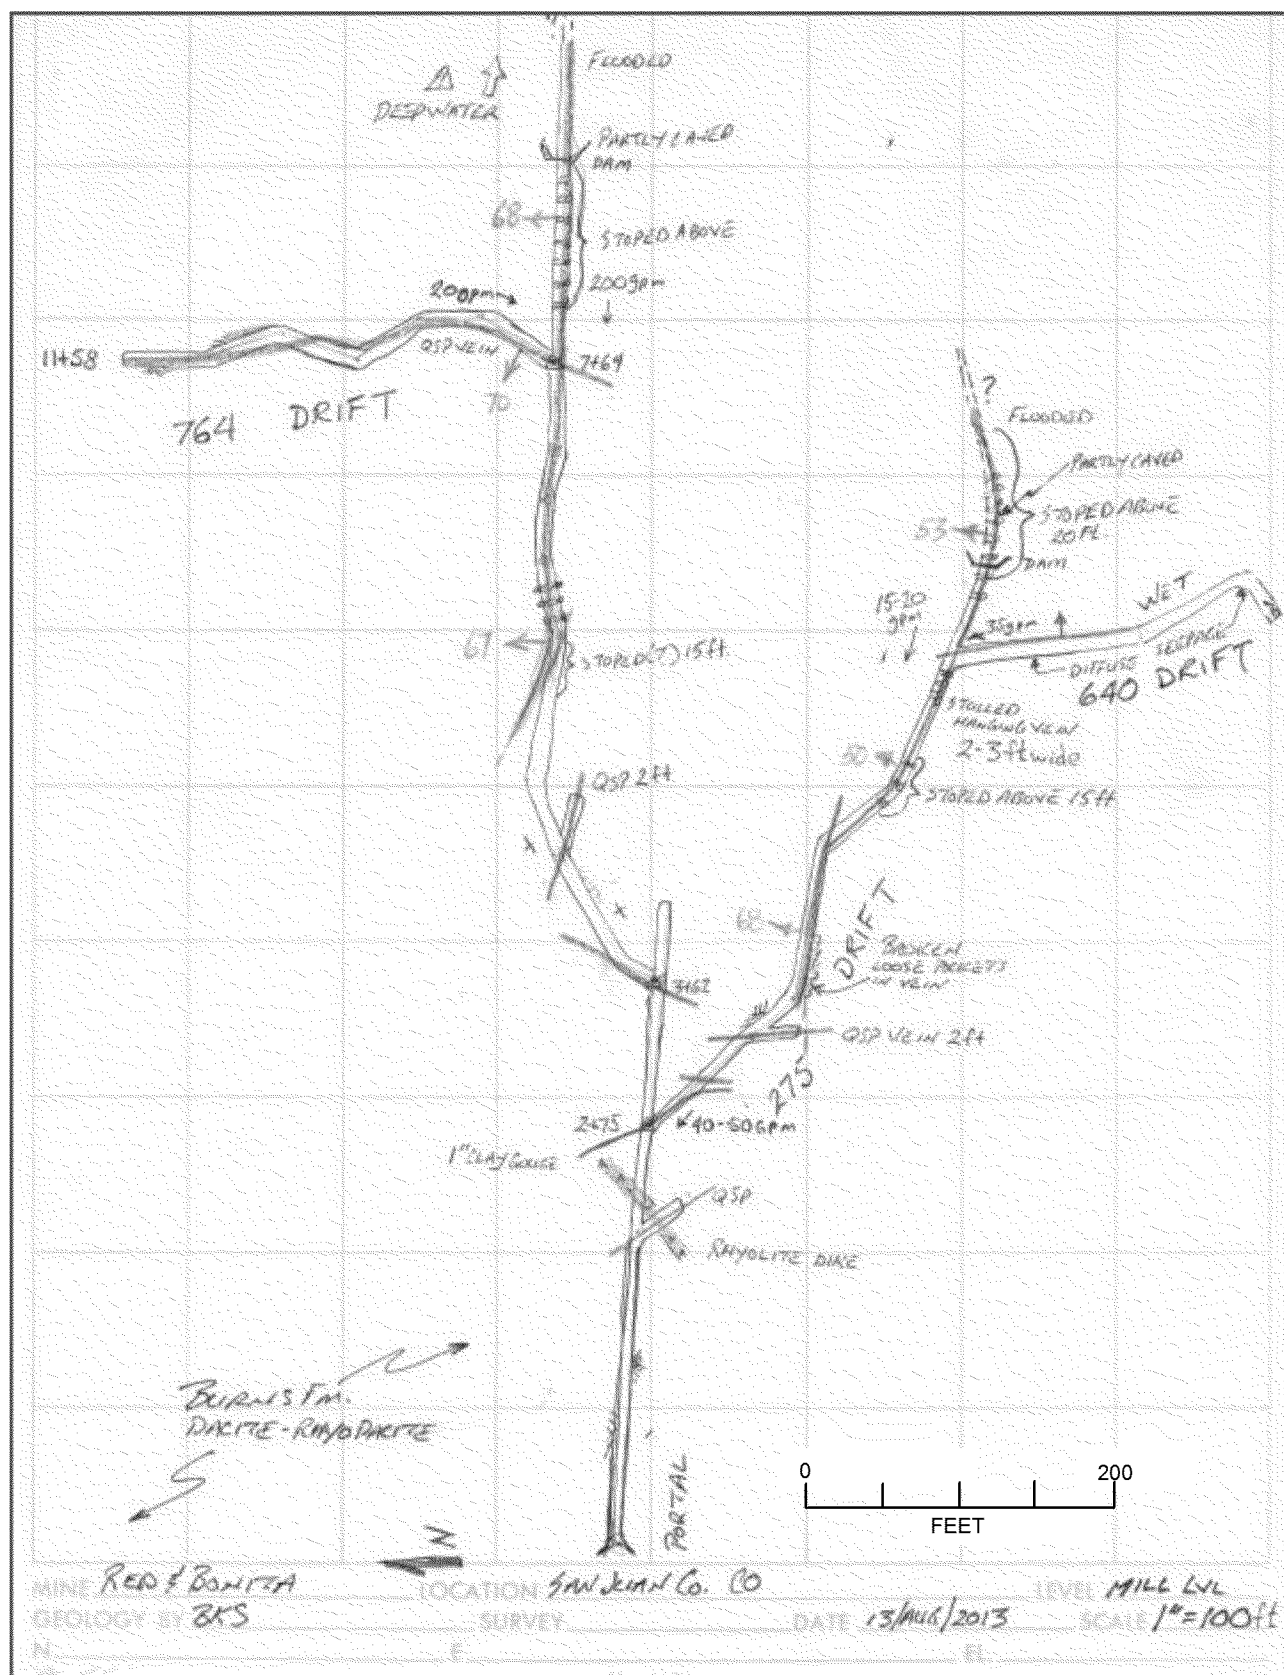 FLOODED
DEEPWATER
PARTLY CAVED
DAM
68
STOPED ABOVE
200gpm
200pm
11+58
QSP VEIN
7+64
70
764 DRIFT
?
FLOODED
PARTLY CAVED
STOPED ABOVE
20 Ft.
53
DAM
15-20
gpm
WET
35gpm
67
STOPED(?) 15ft
DIFFUSE SEEPAGE
640 DRIFT
STULLED
HANGING VEIN
2-3ft wide
50
QSP 2ft
STOPED ABOVE 15ft
X
X
68
DRIFT
BROKEN
LOOSE POCKETS
IN VEIN
3+62
QSP VEIN 2ft
275
2+75
40-50Gpm
1" CLAY GOUGE
QSP
RHYOLITE DIKE
BURNS Fm.
DACITE-RHYODACITE
PORTAL
0 200
FEET
N
MINE RED & BONITA LOCATION SAN JUAN Co. CO LEVEL MILL LVL
GEOLOGY BY BKS SURVEY DATE 13/AUG/2013 SCALE 1"=100ft
N E El